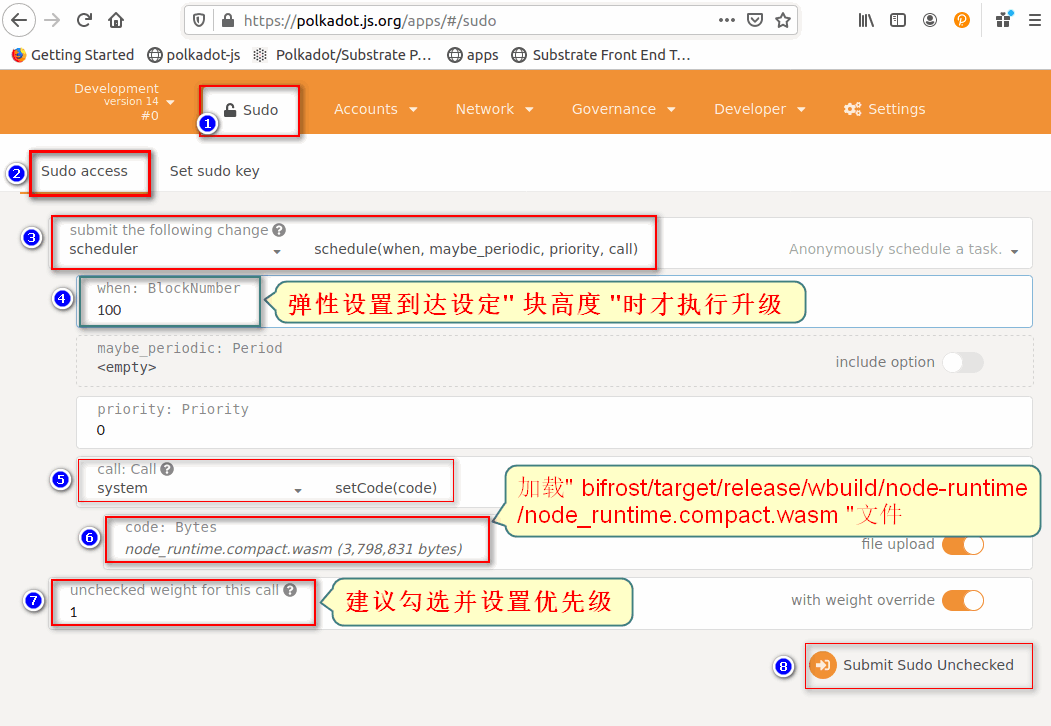 https://polkadot.js.org/apps/#/sudo
Getting Started polkadot-js Polkadot/Substrate P… apps Substrate Front End T…
Development
version 14
#0
1 Sudo Accounts Network Governance Developer Settings
2 Sudo access Set sudo key
3 submit the following change
scheduler schedule(when, maybe_periodic, priority, call) Anonymously schedule a task.
4 when: BlockNumber
100
弹性设置到达设定" 块高度 "时才执行升级
maybe_periodic: Period
<empty>
include option
priority: Priority
0
5 call: Call
system setCode(code)
加载" bifrost/target/release/wbuild/node-runtime
/node_runtime.compact.wasm "文件
6 code: Bytes
node_runtime.compact.wasm (3,798,831 bytes)
file upload
7 unchecked weight for this call
1
建议勾选并设置优先级
with weight override
8 Submit Sudo Unchecked